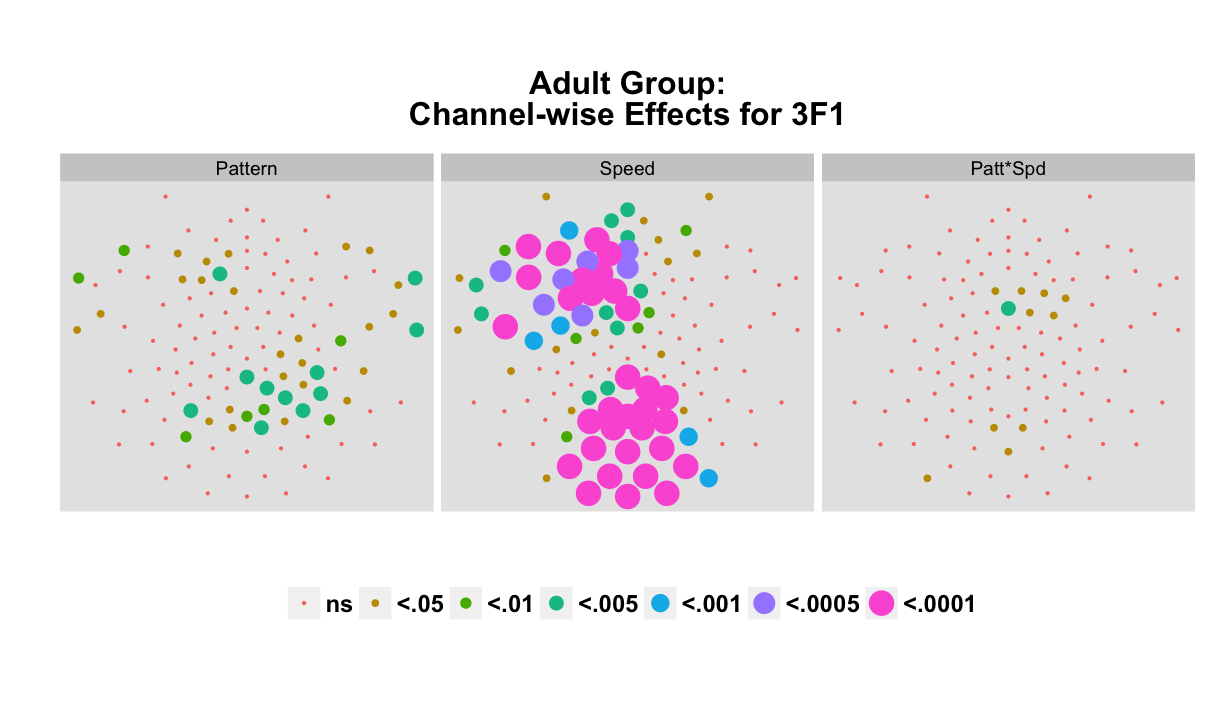 Adult Group:
Channel-wise Effects for 3F1
Pattern
Speed
Patt*Spd
ns <.05 <.01 <.005 <.001 <.0005 <.0001